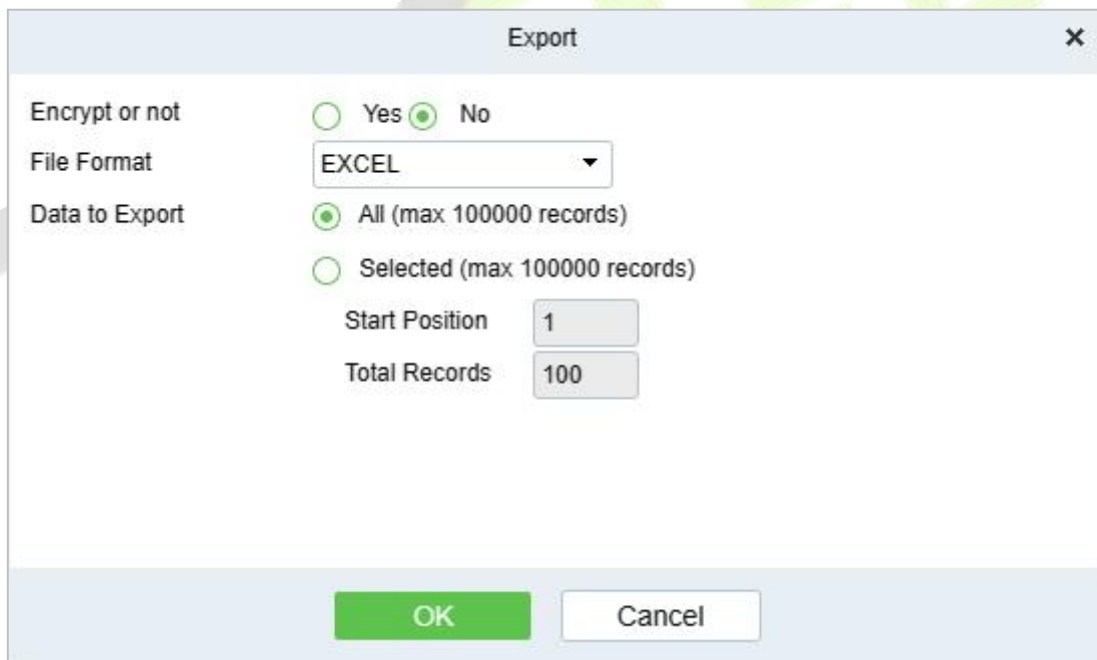 Export ×
Encrypt or not Yes No
File Format EXCEL
Data to Export All (max 100000 records)
Selected (max 100000 records)
Start Position 1
Total Records 100
OK Cancel